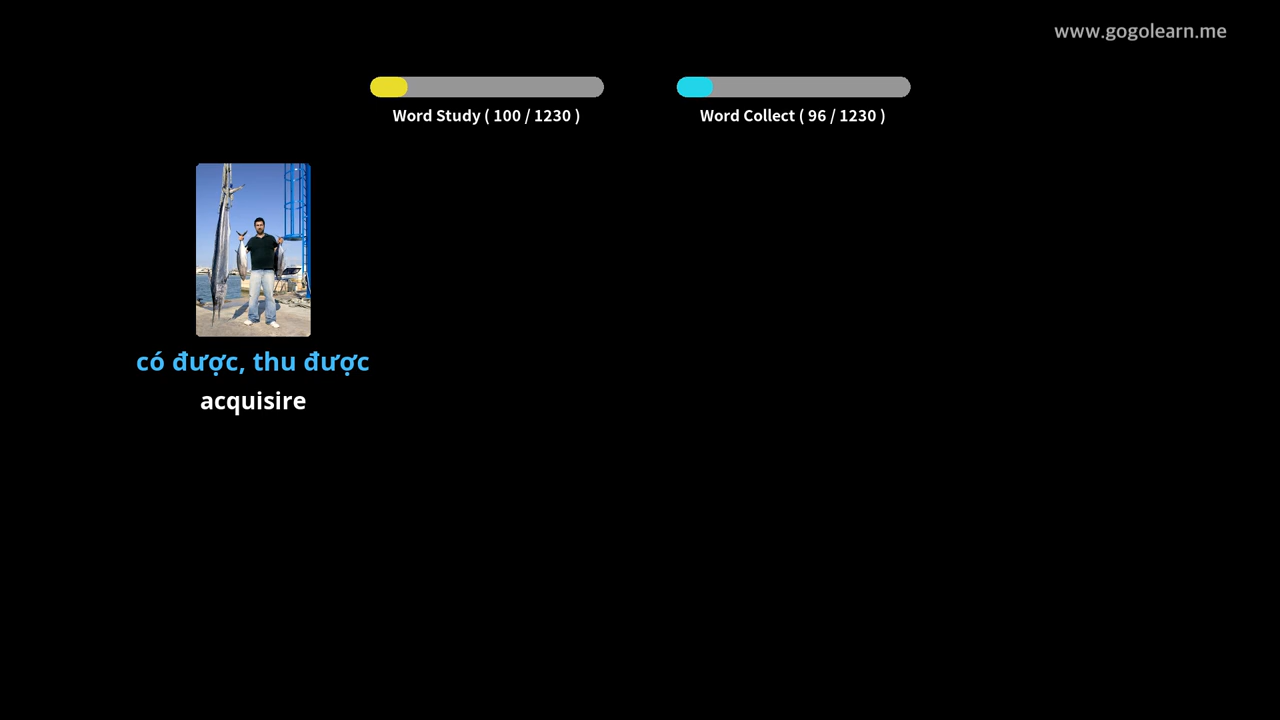 www.gogolearn.me
Word Study ( 100 / 1230 )
Word Collect ( 96 / 1230 )
có được, thu được
acquisire